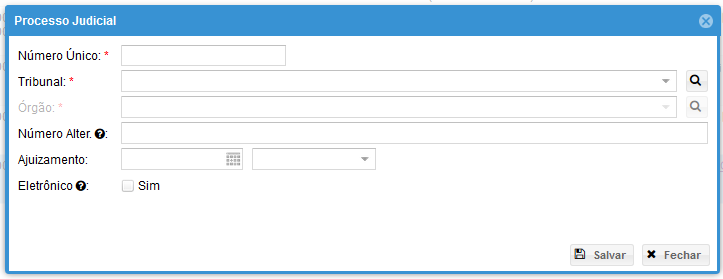 Processo Judicial
Número Único: *
Tribunal: *
Órgão: *
Número Alter. ?:
Ajuizamento:
Eletrônico ?: Sim
Salvar Fechar